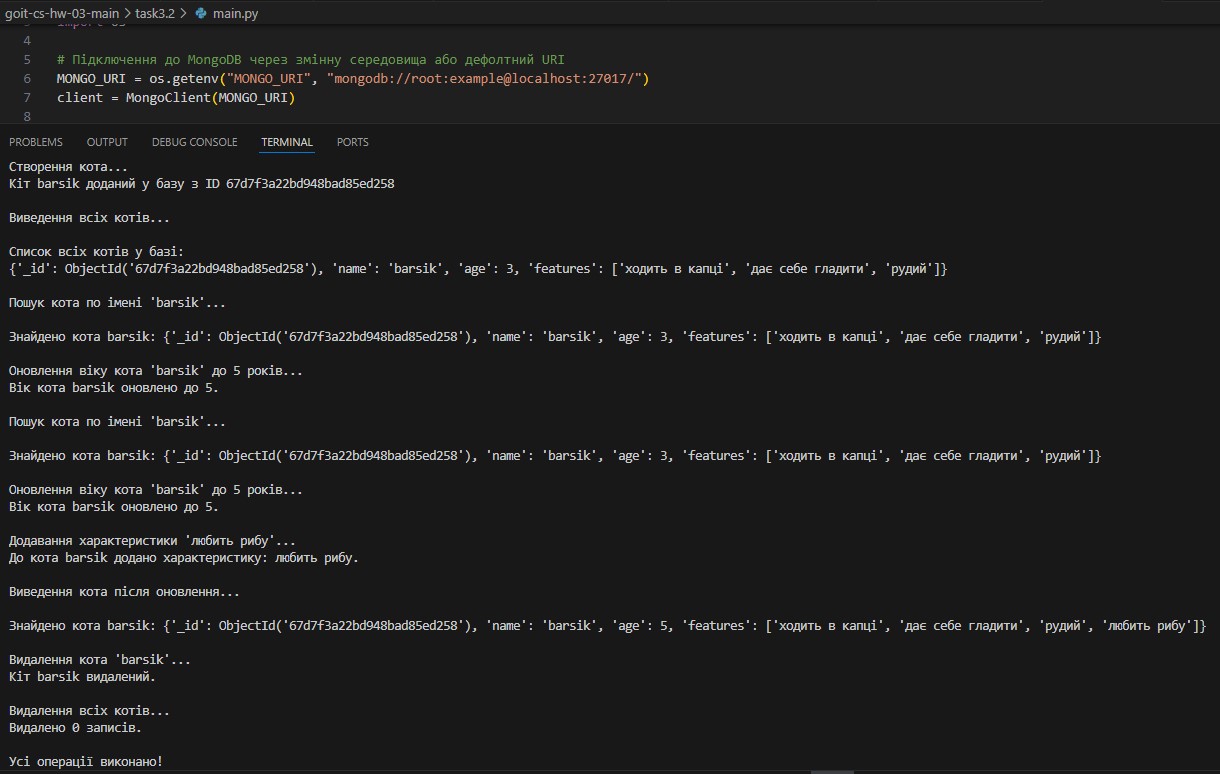 goit-cs-hw-03-main > task3.2 > main.py
4
5 # Підключення до MongoDB через змінну середовища або дефолтний URI
6 MONGO_URI = os.getenv("MONGO_URI", "mongodb://root:example@localhost:27017/")
7 client = MongoClient(MONGO_URI)
8
PROBLEMS OUTPUT DEBUG CONSOLE TERMINAL PORTS
Створення кота...
Кіт barsik доданий у базу з ID 67d7f3a22bd948bad85ed258
Виведення всіх котів...
Список всіх котів у базі:
{'_id': ObjectId('67d7f3a22bd948bad85ed258'), 'name': 'barsik', 'age': 3, 'features': ['ходить в капці', 'дає себе гладити', 'рудий']}
Пошук кота по імені 'barsik'...
Знайдено кота barsik: {'_id': ObjectId('67d7f3a22bd948bad85ed258'), 'name': 'barsik', 'age': 3, 'features': ['ходить в капці', 'дає себе гладити', 'рудий']}
Оновлення віку кота 'barsik' до 5 років...
Вік кота barsik оновлено до 5.
Пошук кота по імені 'barsik'...
Знайдено кота barsik: {'_id': ObjectId('67d7f3a22bd948bad85ed258'), 'name': 'barsik', 'age': 3, 'features': ['ходить в капці', 'дає себе гладити', 'рудий']}
Оновлення віку кота 'barsik' до 5 років...
Вік кота barsik оновлено до 5.
Додавання характеристики 'любить рибу'...
До кота barsik додано характеристику: любить рибу.
Виведення кота після оновлення...
Знайдено кота barsik: {'_id': ObjectId('67d7f3a22bd948bad85ed258'), 'name': 'barsik', 'age': 5, 'features': ['ходить в капці', 'дає себе гладити', 'рудий', 'любить рибу']}
Видалення кота 'barsik'...
Кіт barsik видалений.
Видалення всіх котів...
Видалено 0 записів.
Усі операції виконано!